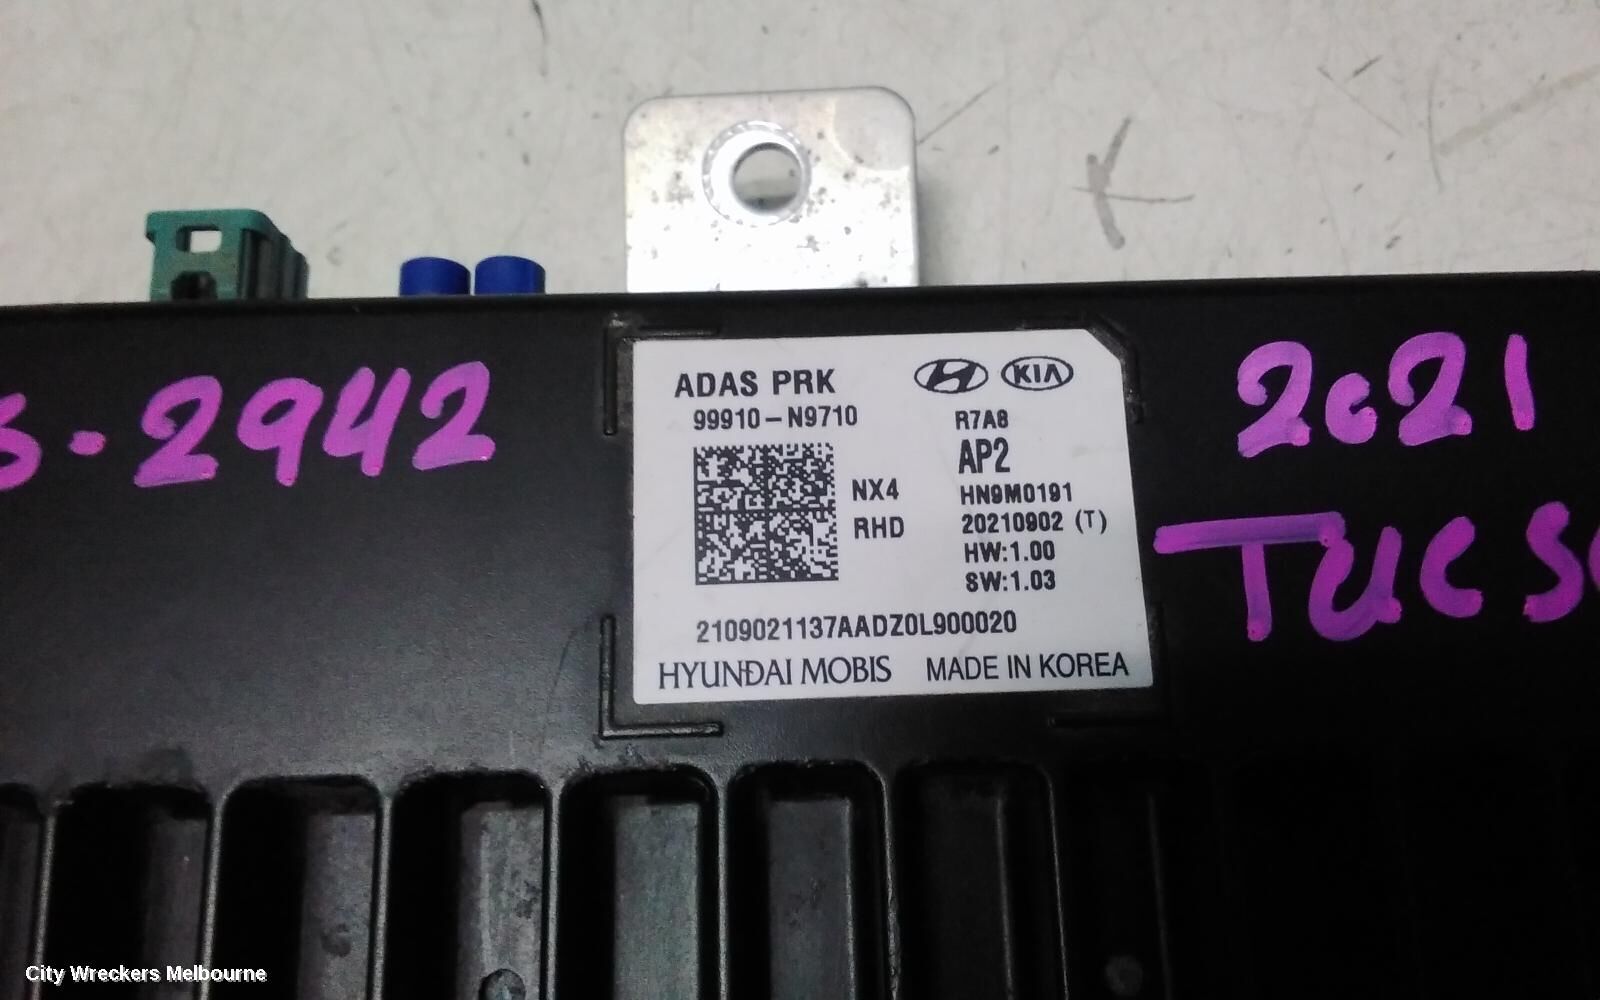 S-2942
ADAS PRK
99910-N9710
NX4
RHD
KIA
R7A8
AP2
HN9M0191
20210902 (T)
HW:1.00
SW:1.03
2109021137AADZ0L900020
HYUNDAI MOBIS MADE IN KOREA
2021
TUCS
City Wreckers Melbourne